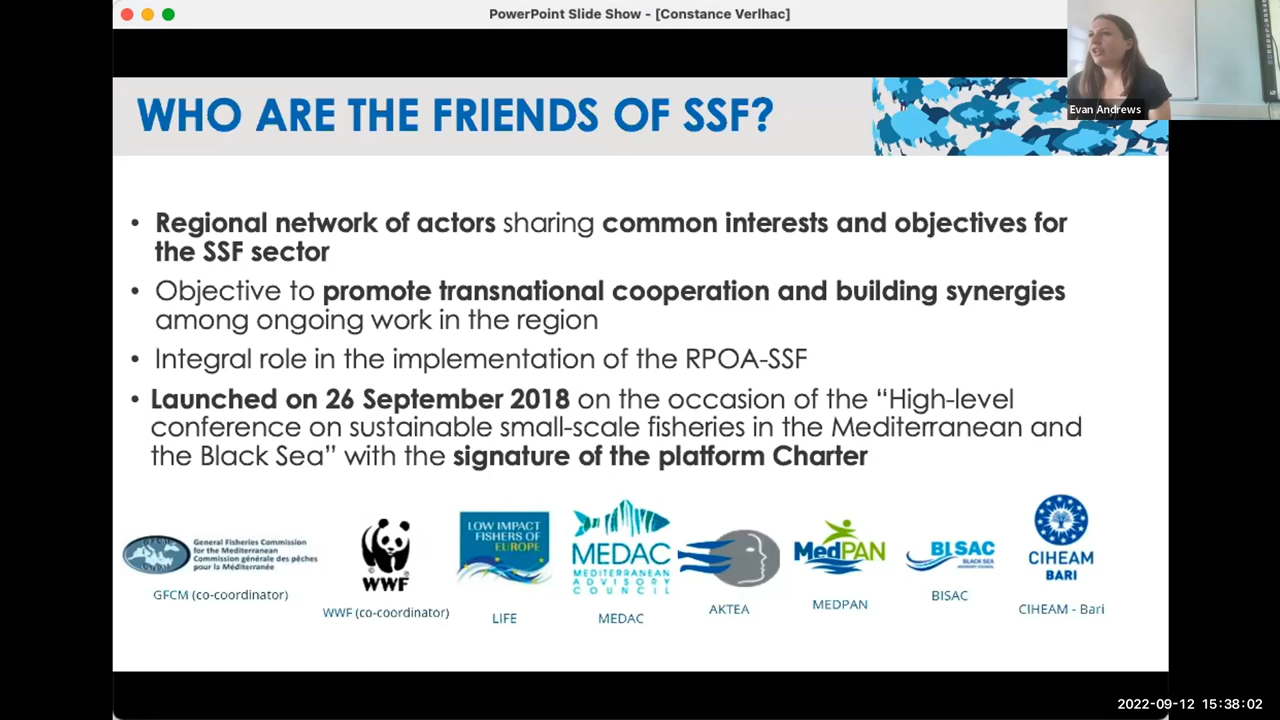 PowerPoint Slide Show - [Constance Verlhac]
Evan Andrews
WHO ARE THE FRIENDS OF SSF?
• Regional network of actors sharing common interests and objectives for
the SSF sector
• Objective to promote transnational cooperation and building synergies
among ongoing work in the region
• Integral role in the implementation of the RPOA-SSF
• Launched on 26 September 2018 on the occasion of the “High-level
conference on sustainable small-scale fisheries in the Mediterranean and
the Black Sea” with the signature of the platform Charter
General Fisheries Commission
for the Mediterranean
Commission générale des pêches
pour la Méditerranée
GFCM (co-coordinator)
WWF
WWF (co-coordinator)
LOW IMPACT
FISHERS OF
EUROPE
LIFE
MEDAC
MEDITERRANEAN
ADVISORY
COUNCIL
MEDAC
AKTEA
MedPAN
MEDPAN
BLSAC
BLACK SEA
ADVISORY COUNCIL
BISAC
CIHEAM
BARI
CIHEAM - Bari
2022-09-12 15:38:02